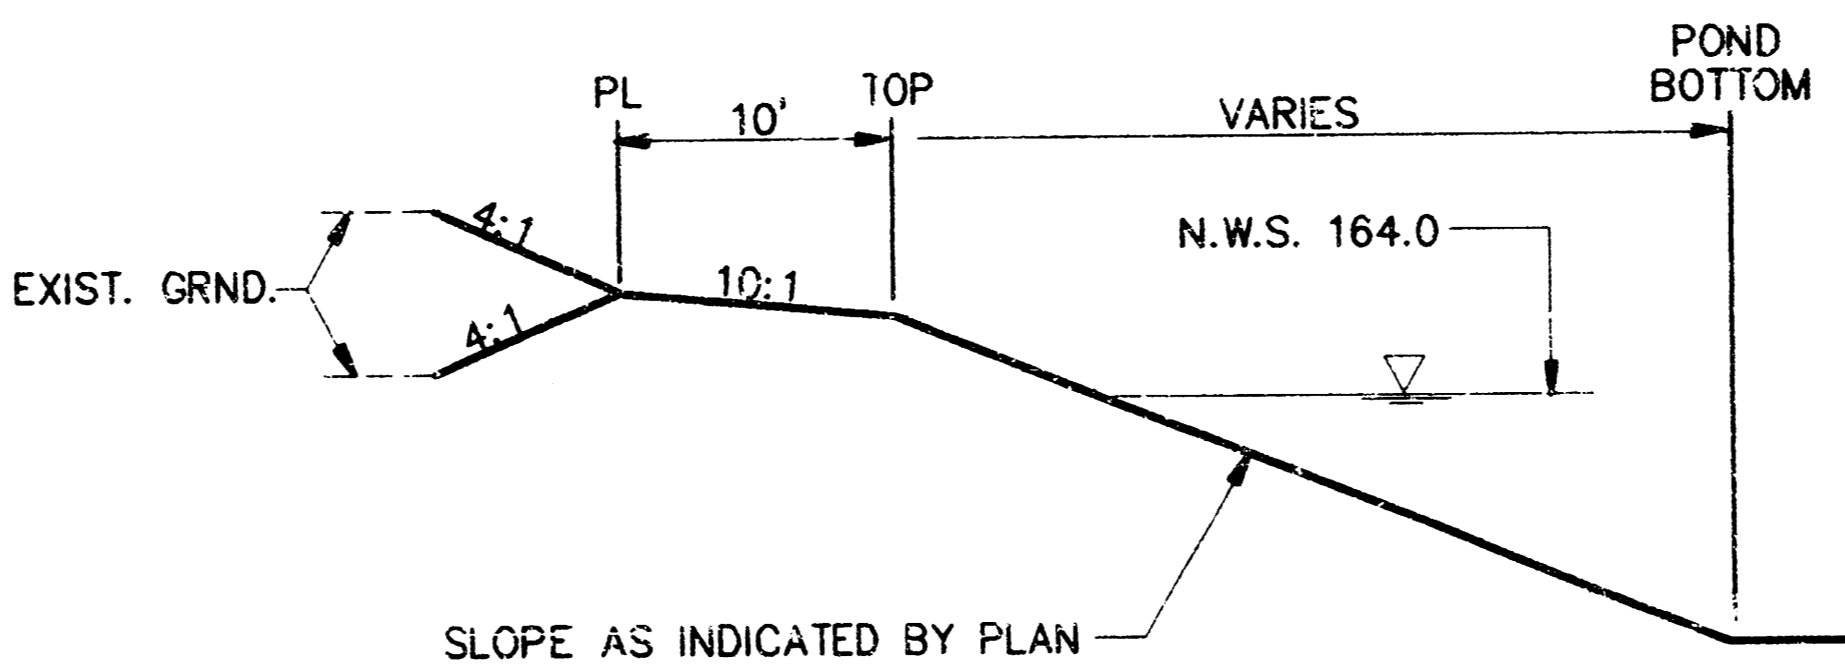 POND
BOTTOM
PL
TOP
10'
VARIES
4:1
N.W.S. 164.0
EXIST. GRND.
10:1
4:1
SLOPE AS INDICATED BY PLAN